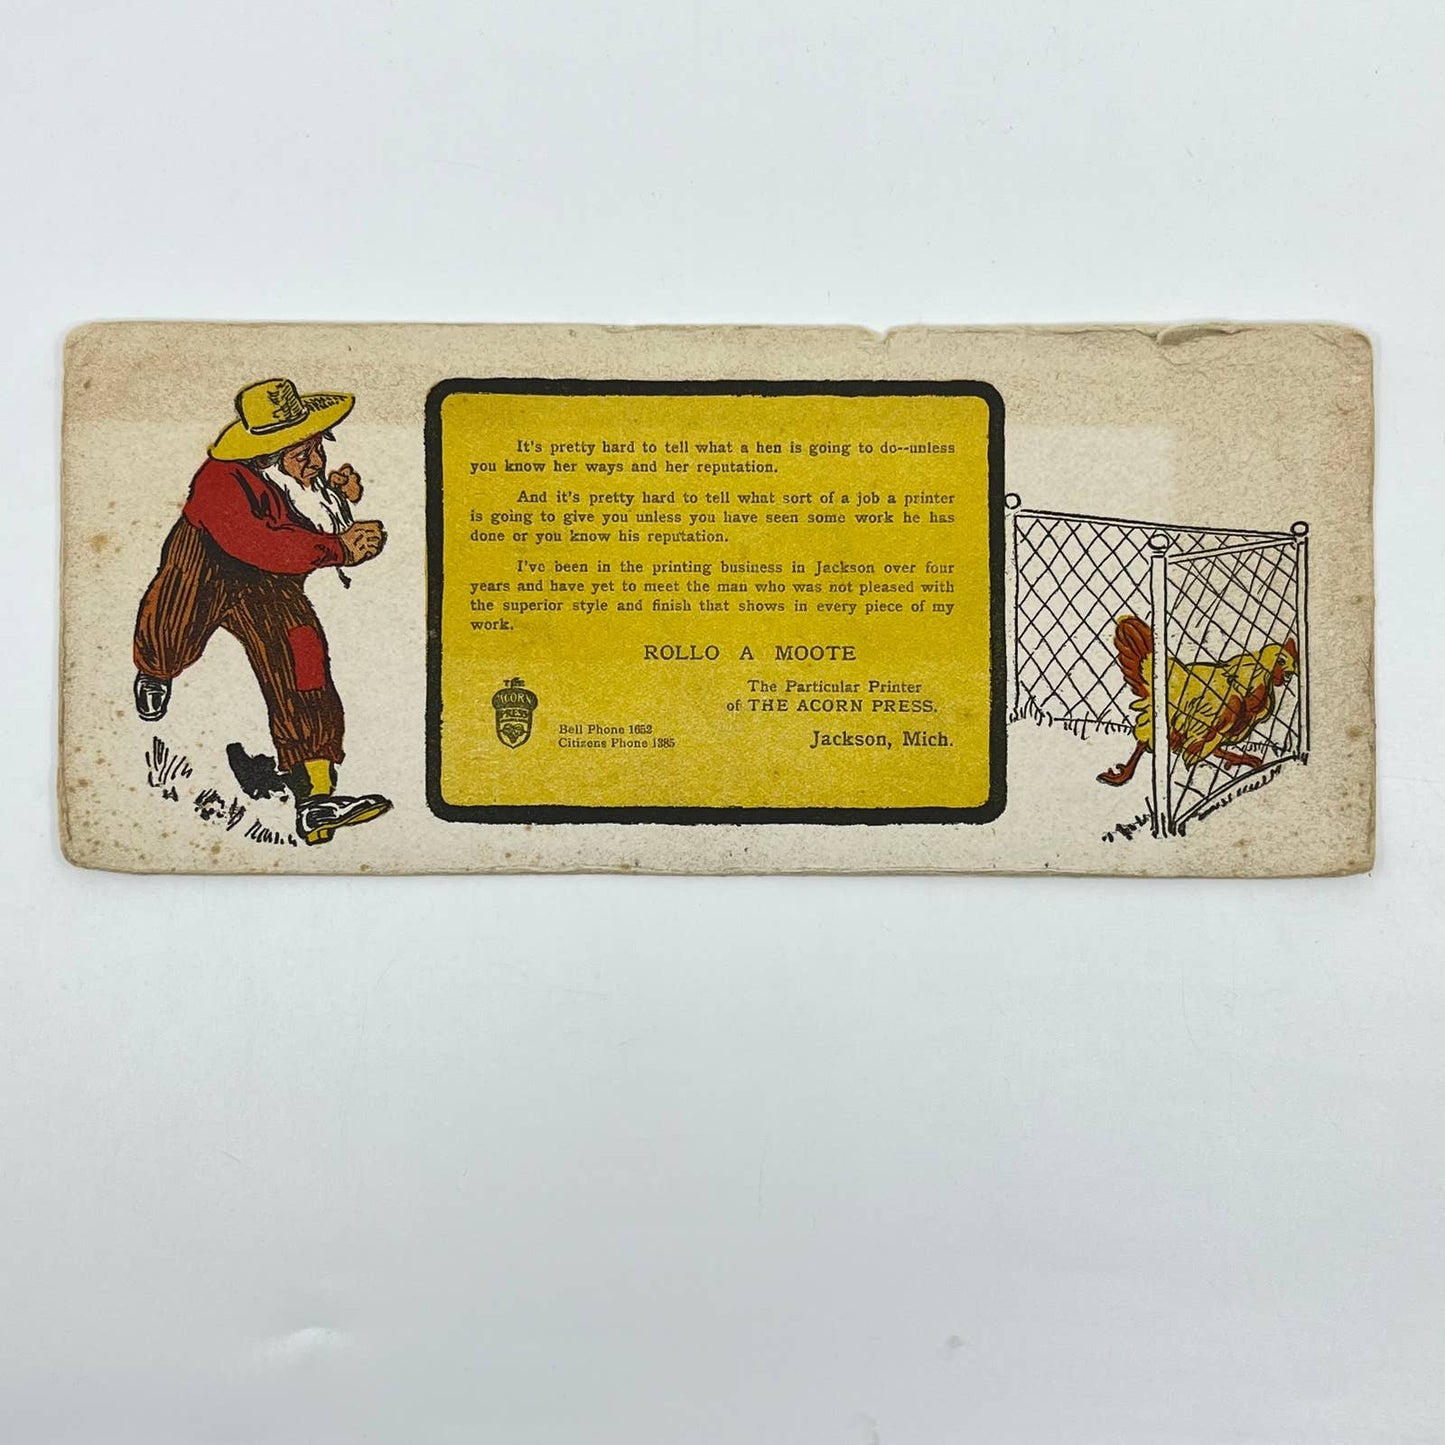 It's pretty hard to tell what a hen is going to do--unless
you know her ways and her reputation.
And it's pretty hard to tell what sort of a job a printer
is going to give you unless you have seen some work he has
done or you know his reputation.
I've been in the printing business in Jackson over four
years and have yet to meet the man who was not pleased with
the superior style and finish that shows in every piece of my
work.
ROLLO A MOOTE
The Particular Printer
of THE ACORN PRESS.
Jackson, Mich.
THE
ACORN
PRESS
Bell Phone 1652
Citizens Phone 1385